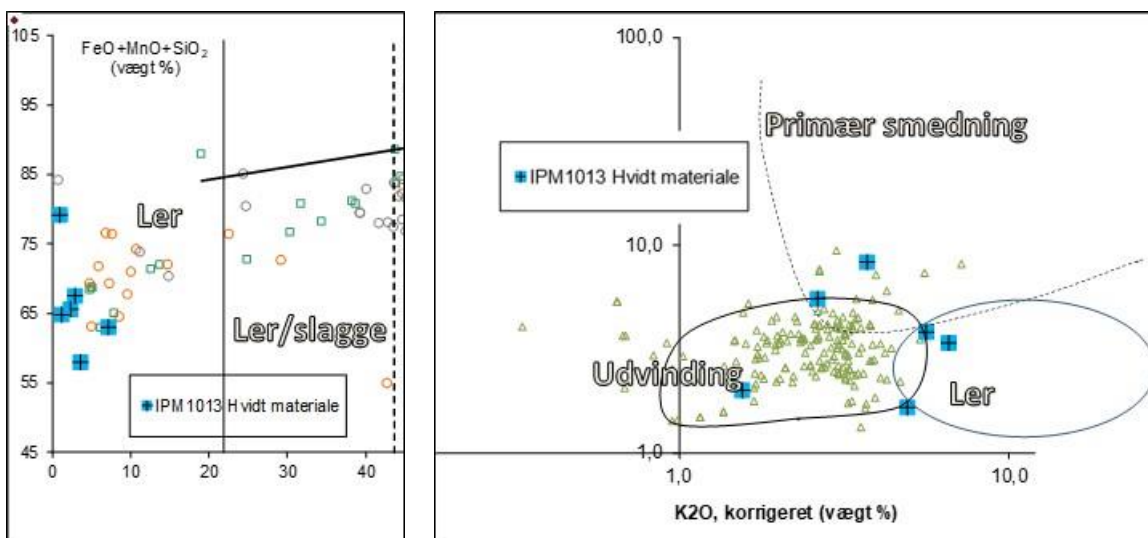 105
95
85
75
65
55
45
FeO+MnO+SiO₂
(vægt %)
Ler
Ler/slagge
IPM1013 Hvidt materiale
0
20
40
100,0
10,0
1,0
Primær smedning
IPM1013 Hvidt materiale
Udvinding
Ler
1,0
10,0
K2O, korrigeret (vægt %)